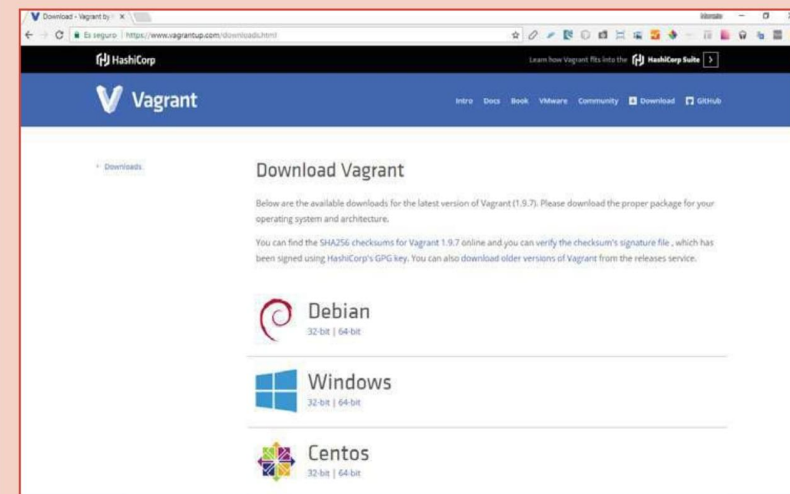 Download - Vagrant by
Es seguro | https://www.vagrantup.com/downloads.html
HashiCorp
Learn how Vagrant fits into the HashiCorp Suite >
Vagrant
Intro Docs Book VMware Community Download GitHub
Downloads
Download Vagrant
Below are the available downloads for the latest version of Vagrant (1.9.7). Please download the proper package for your
operating system and architecture.
You can find the SHA256 checksums for Vagrant 1.9.7 online and you can verify the checksum's signature file , which has
been signed using HashiCorp's GPG key. You can also download older versions of Vagrant from the releases service.
Debian
32-bit | 64-bit
Windows
32-bit | 64-bit
Centos
32-bit | 64-bit